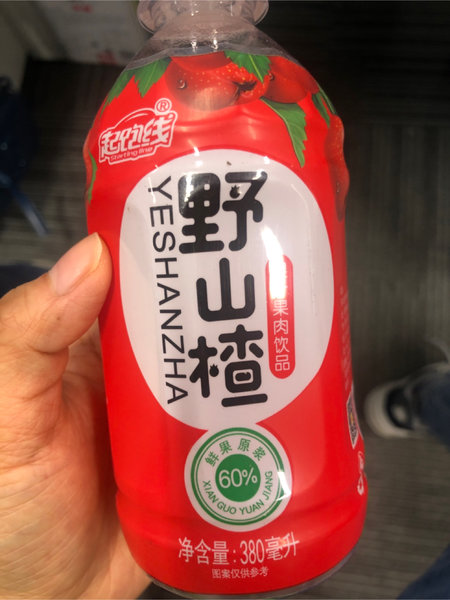 起跑线®
Starting line
野山楂
YESHANZHA
果肉饮品
鲜果原浆
60%
XIAN GUO YUAN JIANG
净含量:380毫升
图案仅供参考